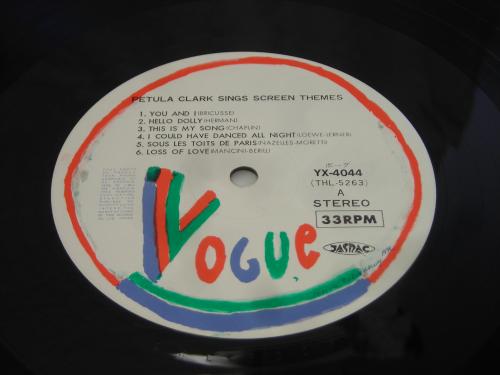 PETULA CLARK SINGS SCREEN THEMES
1. YOU AND I(BRICUSSE)
2. HELLO DOLLY(HERMAN)
3. THIS IS MY SONG(CHAPLIN)
4. I COULD HAVE DANCED ALL NIGHT(LOEWE-LERNER)
5. SOUS LES TOITS DE PARIS(NAZELLES-MORETTI)
6. LOSS OF LOVE(MANCINI-BERILL)
ボーグ
YX-4044
(THL-5263)
A
STEREO
33RPM
JASRAC
VOGUE